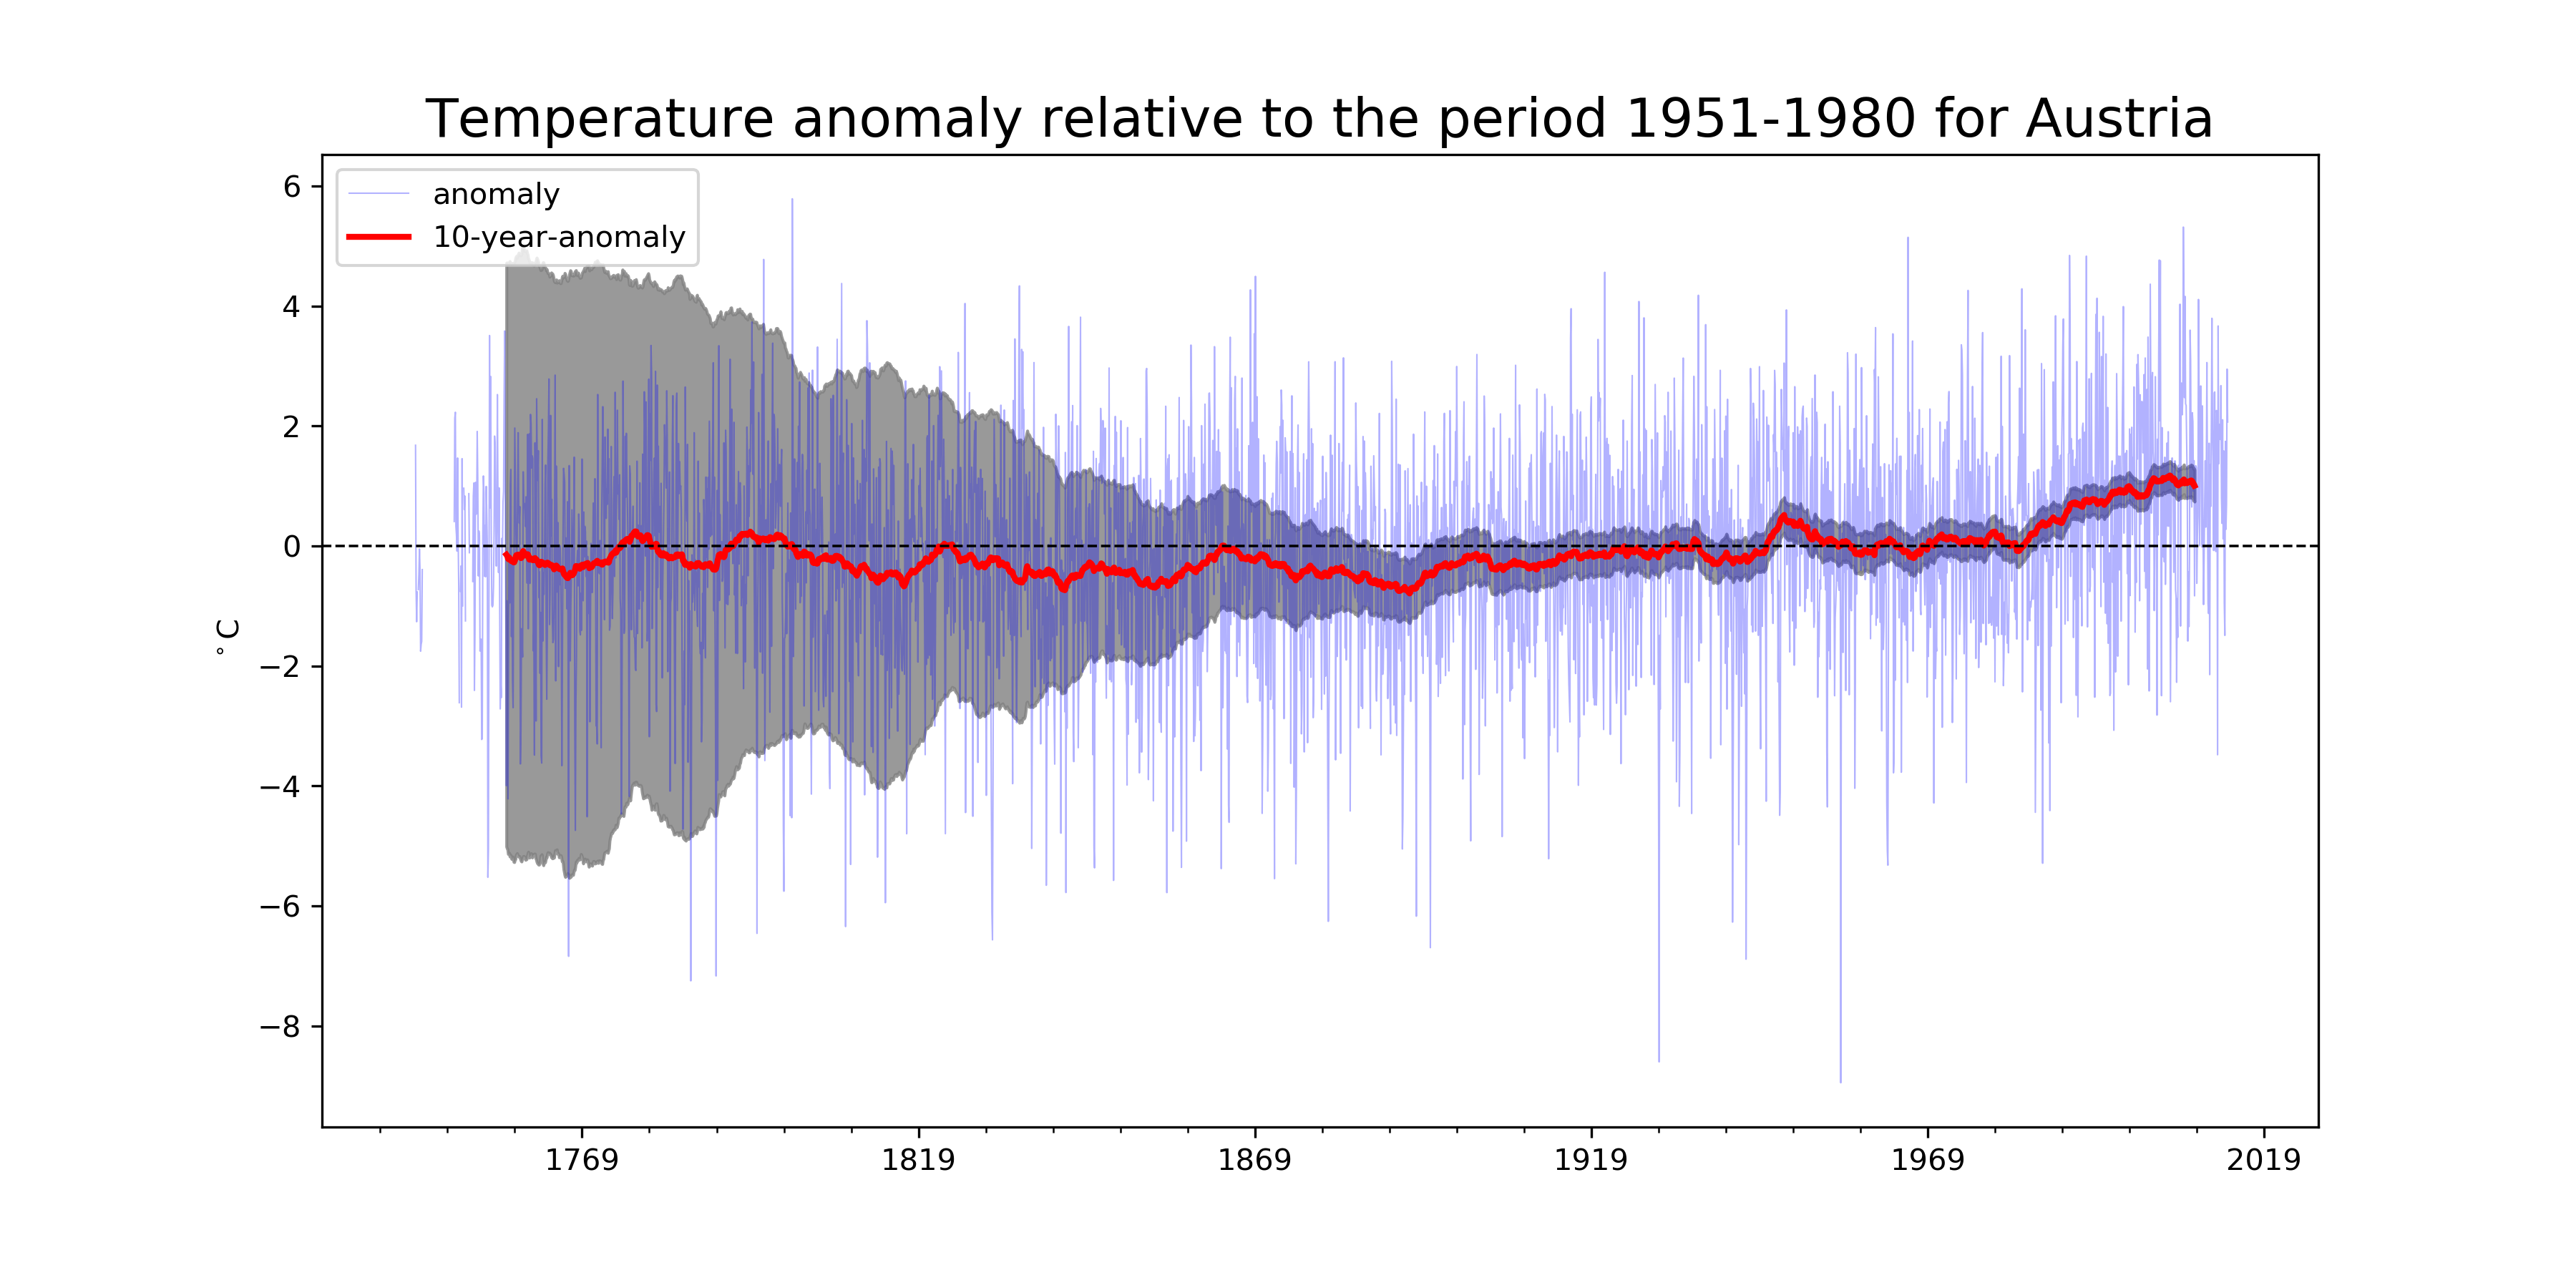 Temperature anomaly relative to the period 1951-1980 for Austria
anomaly
10-year-anomaly
6
4
2
0
−2
−4
−6
−8
°C
1769 1819 1869 1919 1969 2019